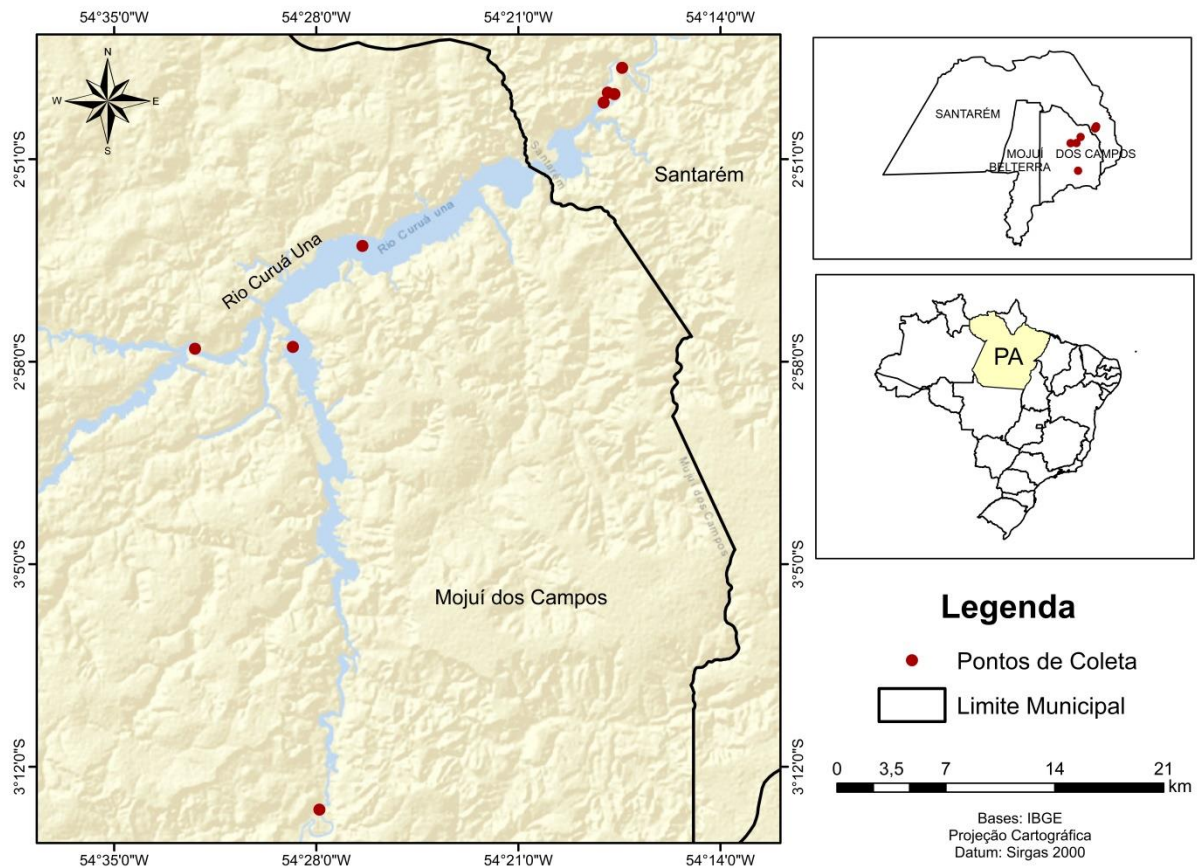 54°35'0"W 54°28'0"W 54°21'0"W 54°14'0"W
N
W E
S
2°51'0"S
2°58'0"S
3°5'0"S
3°12'0"S
Santarém
Santarém
Rio Curuá una
Rio Curuá Una
Mojuí dos Campos
Mojuí dos Campos
54°35'0"W 54°28'0"W 54°21'0"W 54°14'0"W
2°51'0"S
2°58'0"S
3°5'0"S
3°12'0"S
SANTARÉM
MOJUÍ DOS CAMPOS
BELTERRA
PA
Legenda
Pontos de Coleta
Limite Municipal
0 3,5 7 14 21
km
Bases: IBGE
Projeção Cartográfica
Datum: Sirgas 2000